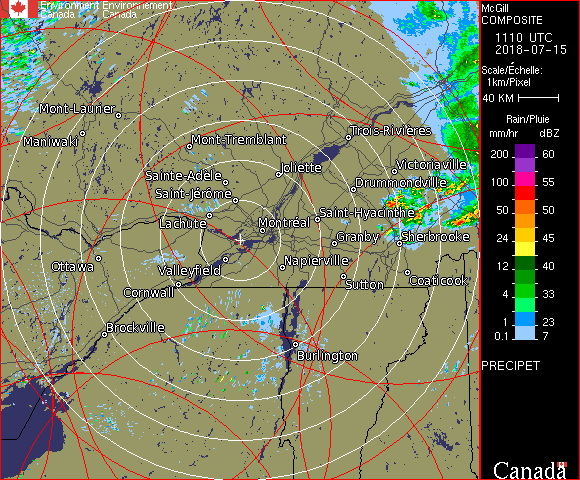 Environment Environnement
Canada Canada
McGill
COMPOSITE
1110 UTC
2018-07-15
Scale/Échelle:
1km/Pixel
40 KM
Rain/Pluie
mm/hr dBZ
200 60
100 55
50 50
24 45
12 40
4 33
1 23
0.1 7
PRECIPET
Canada
Mont-Laurier
Maniwaki
Mont-Tremblant
Trois-Rivières
Sainte-Adèle
Joliette
Victoriaville
Saint-Jérôme
Drummondville
Lachute
Montréal
Saint-Hyacinthe
Granby
Sherbrooke
Ottawa
Valleyfield
Napierville
Cornwall
Sutton
Coaticook
Brockville
Burlington